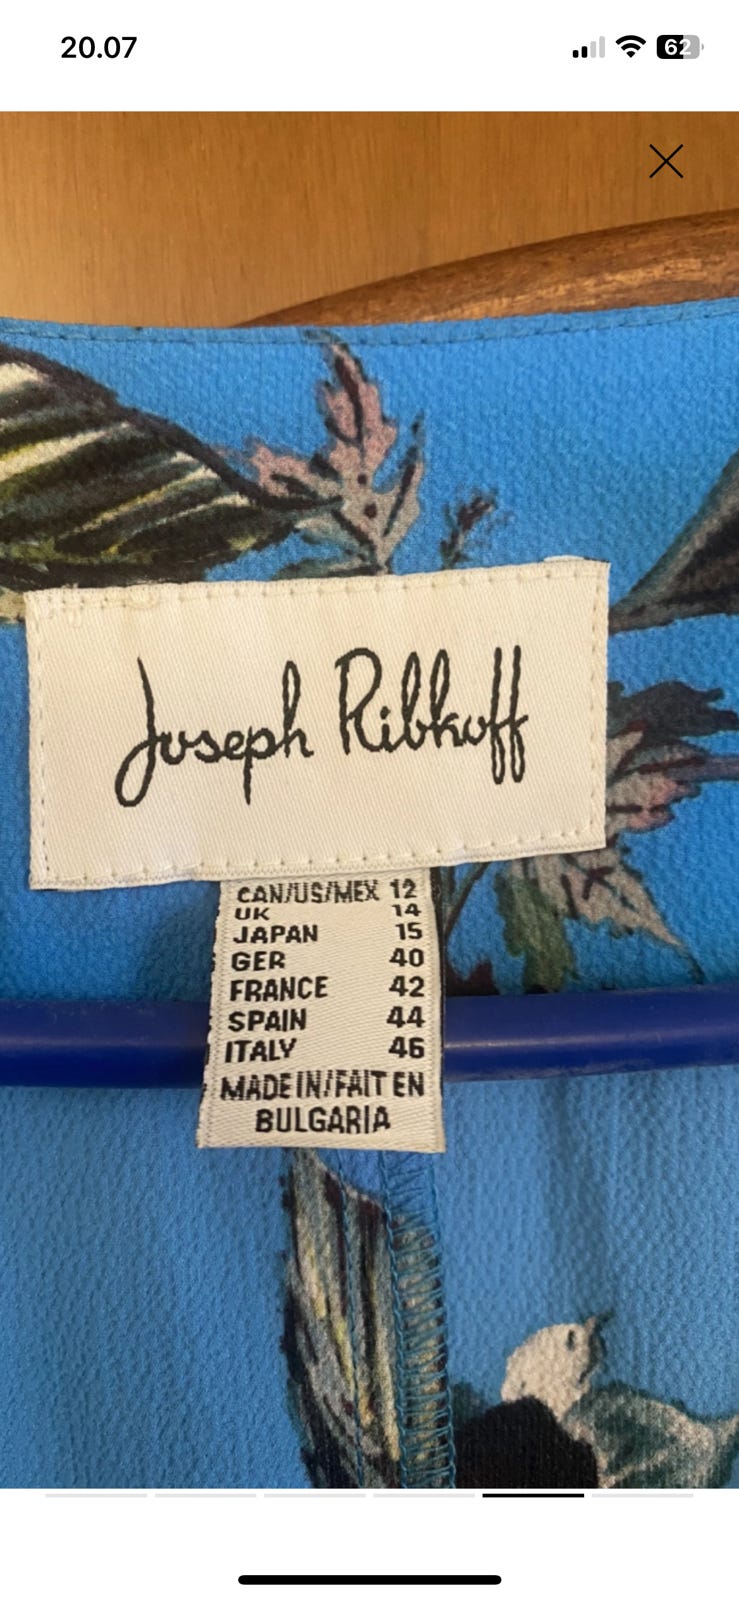 20.07
62
Joseph Ribkoff
CAN/US/MEX 12
UK 14
JAPAN 15
GER 40
FRANCE 42
SPAIN 44
ITALY 46
MADE IN/FAIT EN
BULGARIA